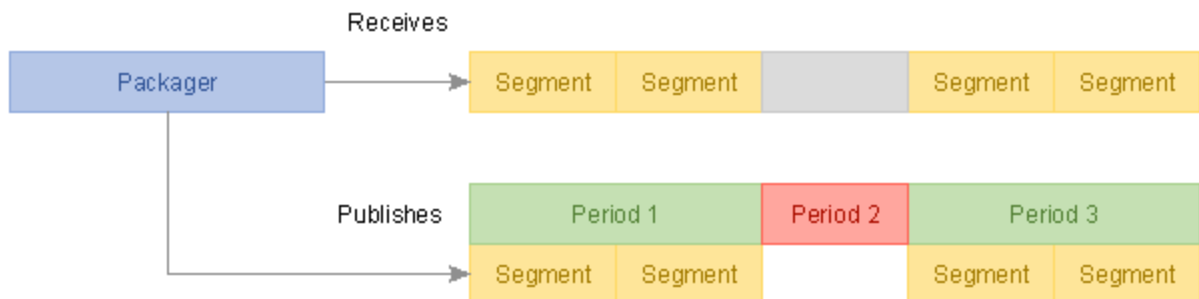 Receives
Packager
Segment Segment Segment Segment
Publishes
Period 1 Period 2 Period 3
Segment Segment Segment Segment